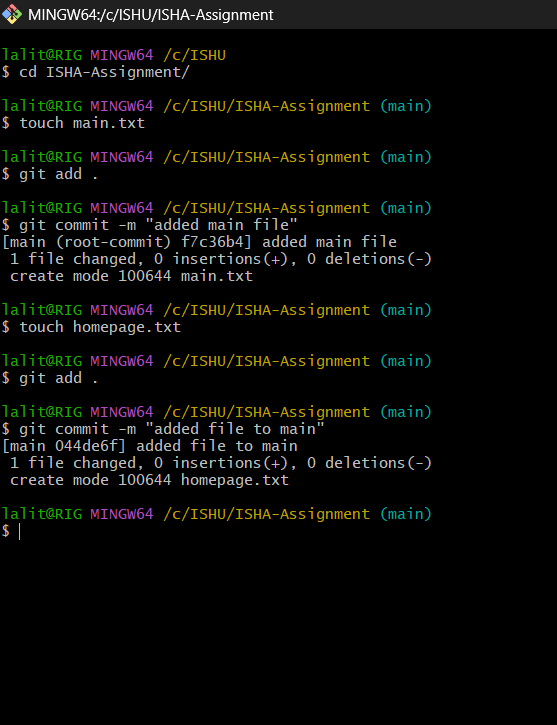 MINGW64:/c/ISHU/ISHA-Assignment
lalit@RIG MINGW64 /c/ISHU
$ cd ISHA-Assignment/
lalit@RIG MINGW64 /c/ISHU/ISHA-Assignment (main)
$ touch main.txt
lalit@RIG MINGW64 /c/ISHU/ISHA-Assignment (main)
$ git add .
lalit@RIG MINGW64 /c/ISHU/ISHA-Assignment (main)
$ git commit -m "added main file"
[main (root-commit) f7c36b4] added main file
 1 file changed, 0 insertions(+), 0 deletions(-)
 create mode 100644 main.txt
lalit@RIG MINGW64 /c/ISHU/ISHA-Assignment (main)
$ touch homepage.txt
lalit@RIG MINGW64 /c/ISHU/ISHA-Assignment (main)
$ git add .
lalit@RIG MINGW64 /c/ISHU/ISHA-Assignment (main)
$ git commit -m "added file to main"
[main 044de6f] added file to main
 1 file changed, 0 insertions(+), 0 deletions(-)
 create mode 100644 homepage.txt
lalit@RIG MINGW64 /c/ISHU/ISHA-Assignment (main)
$